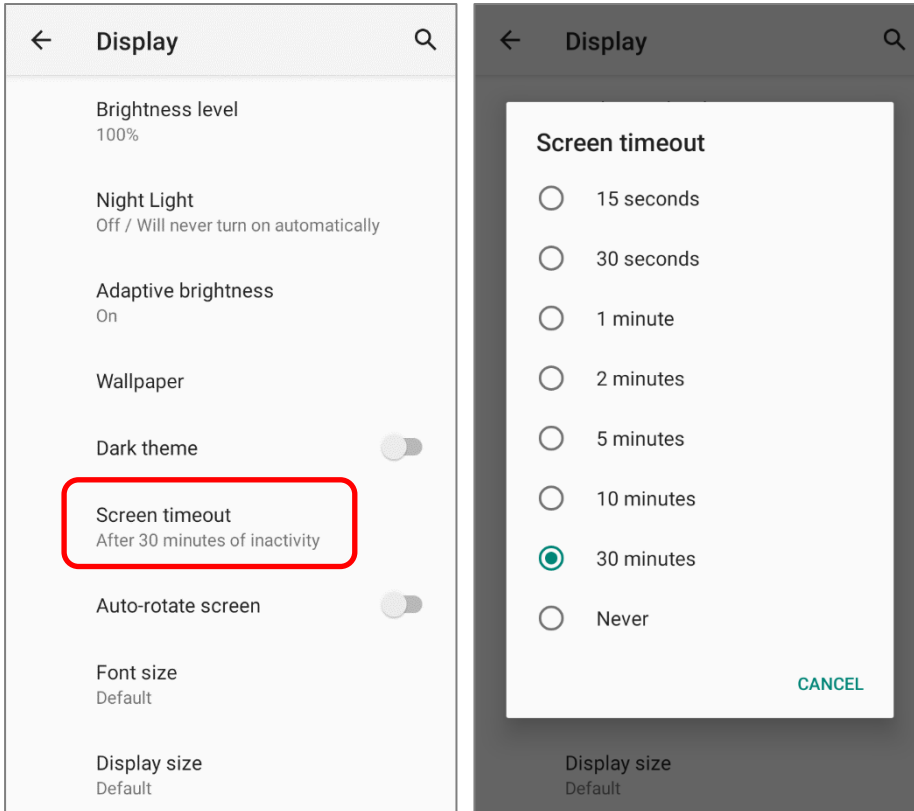 Display
Brightness level
100%
Night Light
Off / Will never turn on automatically
Adaptive brightness
On
Wallpaper
Dark theme
Screen timeout
After 30 minutes of inactivity
Auto-rotate screen
Font size
Default
Display size
Default
Display
Screen timeout
15 seconds
30 seconds
1 minute
2 minutes
5 minutes
10 minutes
30 minutes
Never
CANCEL
Display size
Default